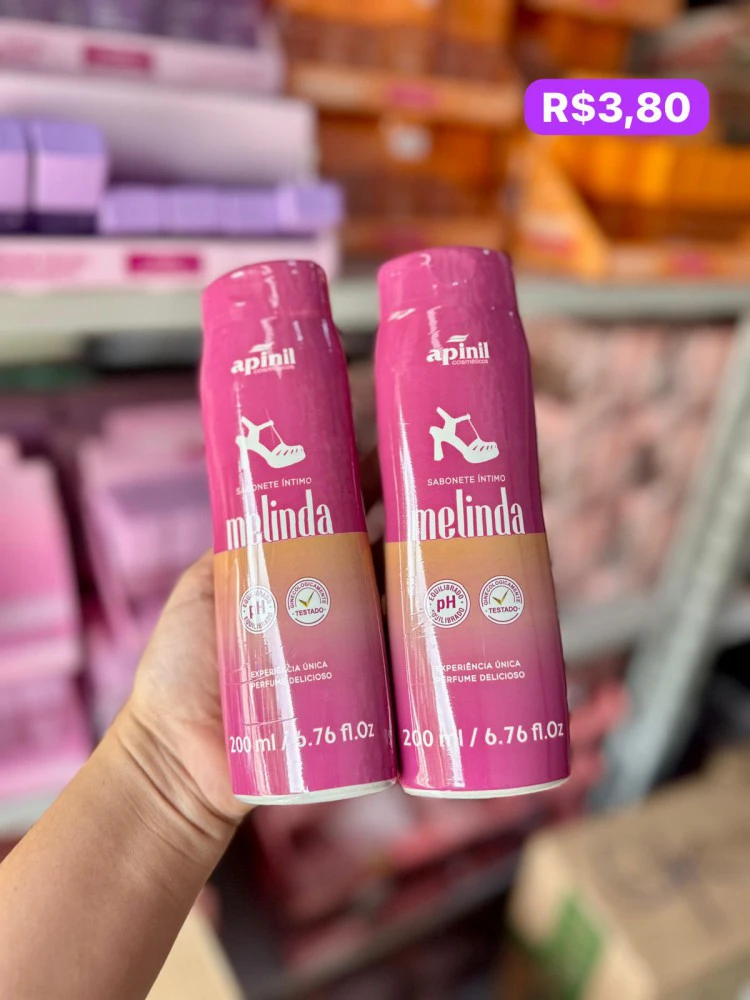 R$3,80
apinil
cosméticos
SABONETE ÍNTIMO
melinda
EQUILIBRADO
pH
EQUILIBRADO
GINECOLOGICAMENTE
TESTADO
EXPERIÊNCIA ÚNICA
PERFUME DELICIOSO
200 ml / 6.76 fl.Oz
apinil
cosméticos
SABONETE ÍNTIMO
melinda
EQUILIBRADO
pH
EQUILIBRADO
GINECOLOGICAMENTE
TESTADO
EXPERIÊNCIA ÚNICA
PERFUME DELICIOSO
200 ml / 6.76 fl.Oz